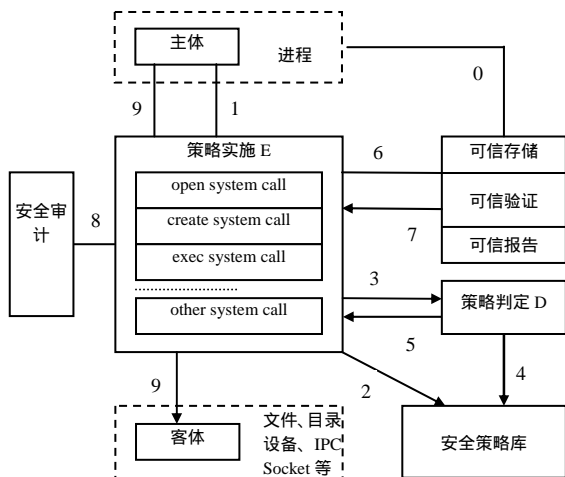 主体
进程
0
9
1
策略实施 E
6
可信存储
open system call
可信验证
安全审
计
8
create system call
7
exec system call
可信报告
3
策略判定 D
other system call
5
4
9
2
文件、目录
设备、IPC
Socket 等
客体
安全策略库